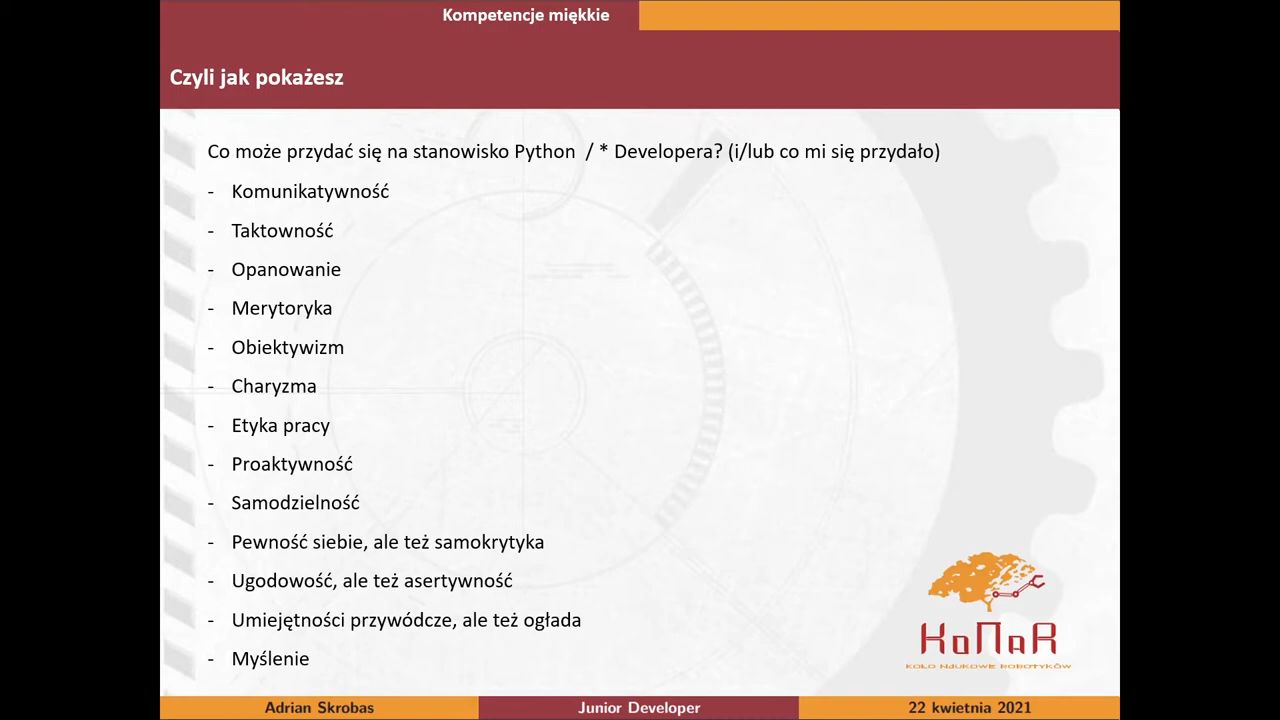 Kompetencje miękkie
Czyli jak pokażesz
Co może przydać się na stanowisko Python / * Developera? (i/lub co mi się przydało)
- Komunikatywność
- Taktowność
- Opanowanie
- Merytoryka
- Obiektywizm
- Charyzma
- Etyka pracy
- Proaktywność
- Samodzielność
- Pewność siebie, ale też samokrytyka
- Ugodowość, ale też asertywność
- Umiejętności przywódcze, ale też ogłada
- Myślenie
KoNaR
KOŁO NAUKOWE ROBOTYKÓW
Adrian Skrobas
Junior Developer
22 kwietnia 2021